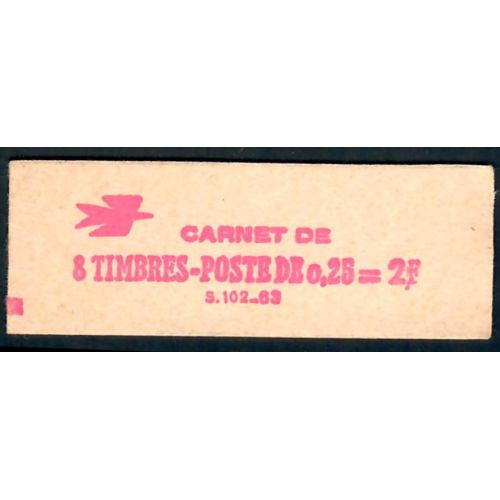 CARNET DE
8 TIMBRES-POSTE DE 0,25 = 2F
S.102-63